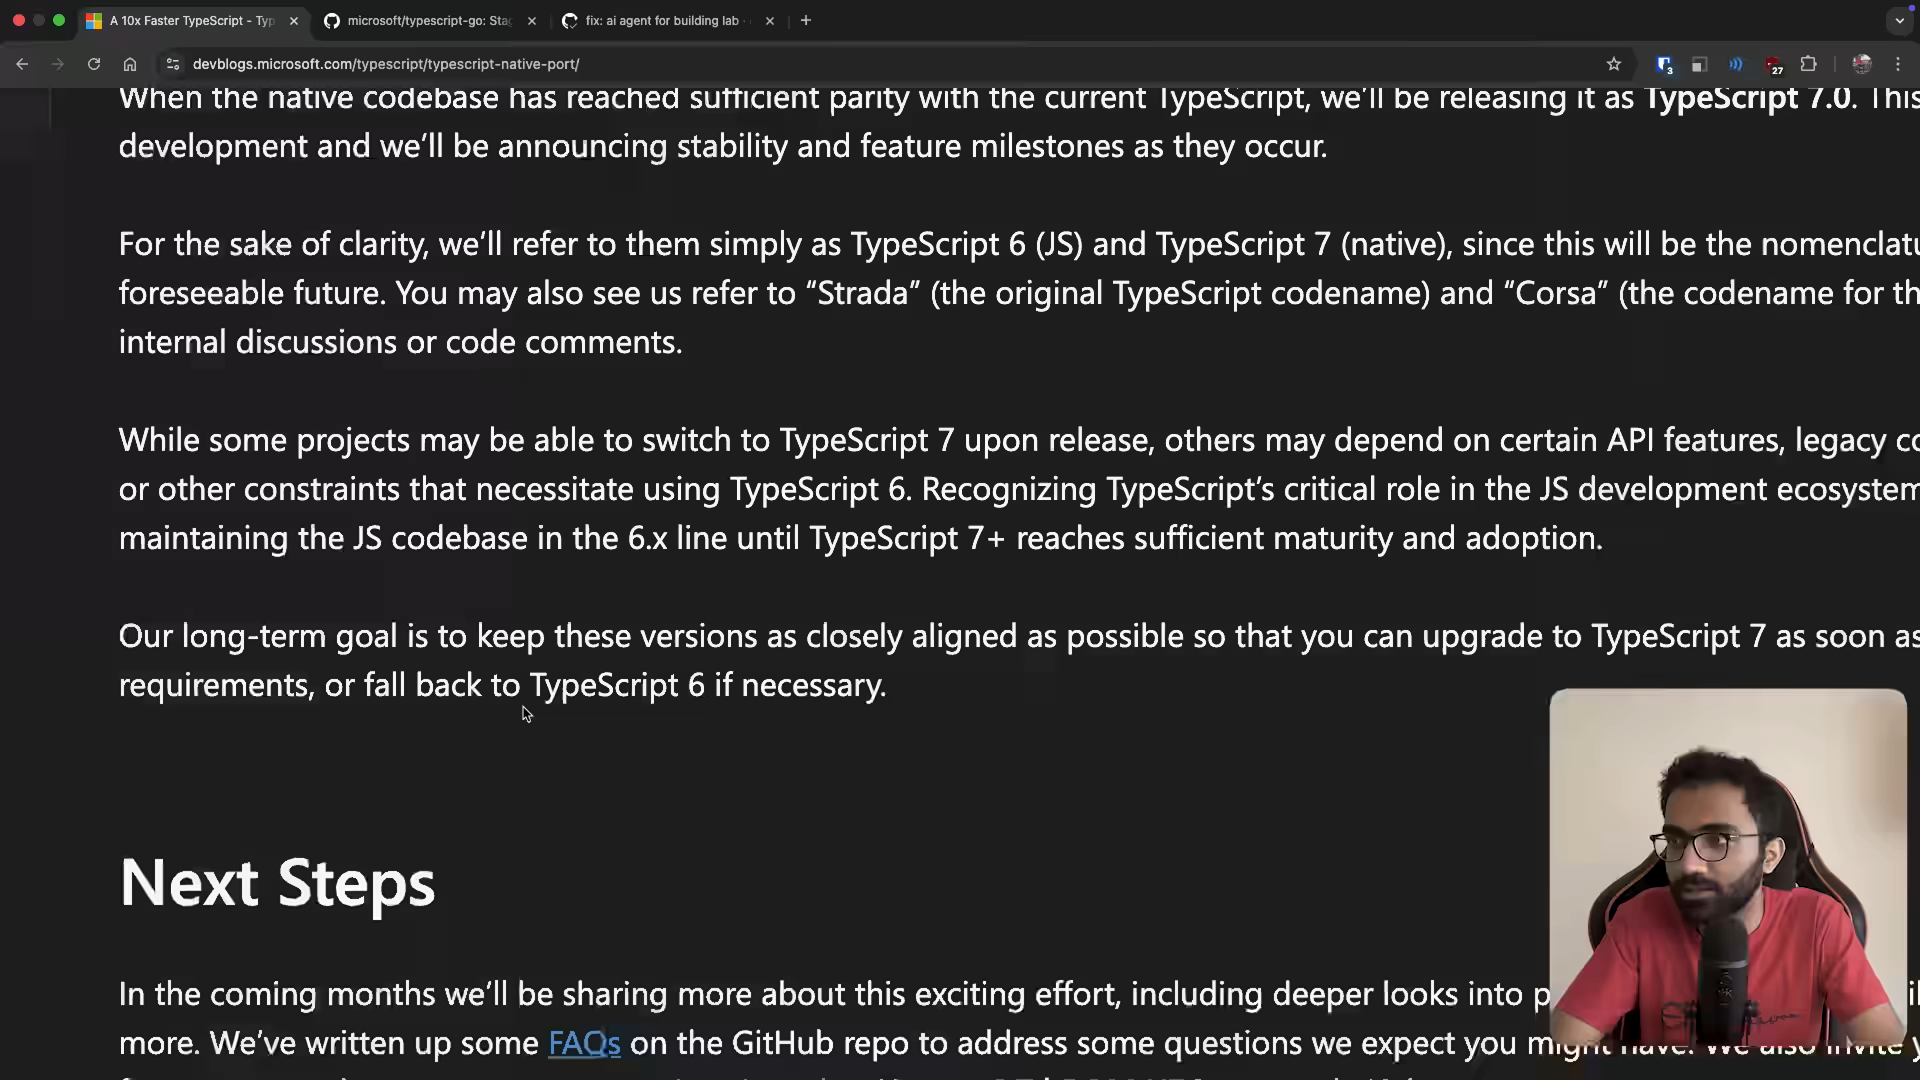 A 10x Faster TypeScript - Typ
microsoft/typescript-go: Stag
fix: ai agent for building lab
devblogs.microsoft.com/typescript/typescript-native-port/
3
27
When the native codebase has reached sufficient parity with the current TypeScript, we’ll be releasing it as TypeScript 7.0. This
development and we’ll be announcing stability and feature milestones as they occur.
For the sake of clarity, we’ll refer to them simply as TypeScript 6 (JS) and TypeScript 7 (native), since this will be the nomenclatu
foreseeable future. You may also see us refer to “Strada” (the original TypeScript codename) and “Corsa” (the codename for th
internal discussions or code comments.
While some projects may be able to switch to TypeScript 7 upon release, others may depend on certain API features, legacy co
or other constraints that necessitate using TypeScript 6. Recognizing TypeScript’s critical role in the JS development ecosystem
maintaining the JS codebase in the 6.x line until TypeScript 7+ reaches sufficient maturity and adoption.
Our long-term goal is to keep these versions as closely aligned as possible so that you can upgrade to TypeScript 7 as soon as
requirements, or fall back to TypeScript 6 if necessary.
Next Steps
In the coming months we’ll be sharing more about this exciting effort, including deeper looks into p
more. We’ve written up some FAQs on the GitHub repo to address some questions we expect you might have. We also invite y